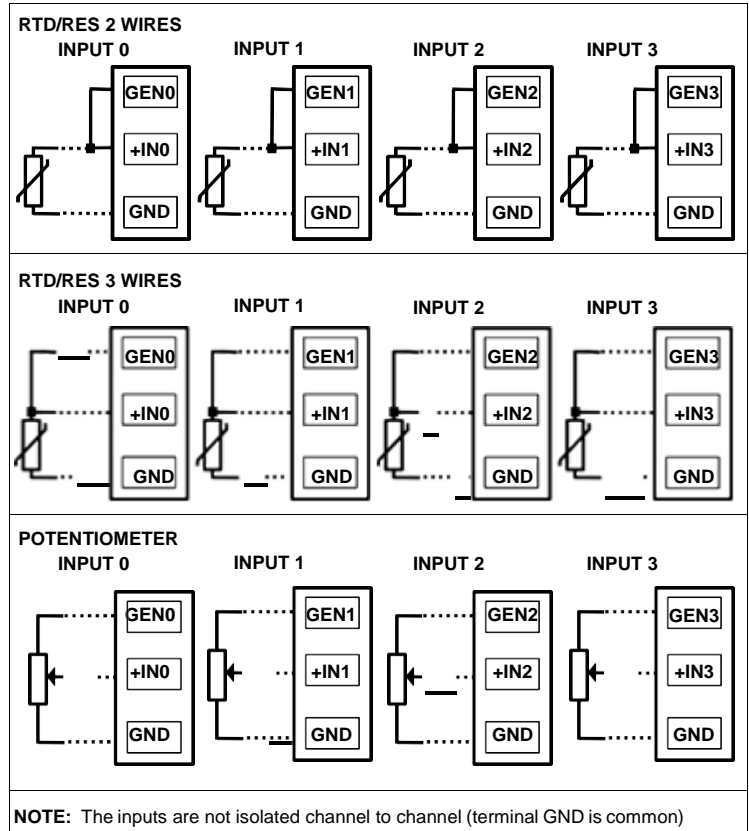 RTD/RES 2 WIRES
INPUT 0 INPUT 1 INPUT 2 INPUT 3
GEN0 GEN1 GEN2 GEN3
+IN0 +IN1 +IN2 +IN3
GND GND GND GND
RTD/RES 3 WIRES
INPUT 0 INPUT 1 INPUT 2 INPUT 3
GEN0 GEN1 GEN2 GEN3
+IN0 +IN1 +IN2 +IN3
GND GND GND GND
POTENTIOMETER
INPUT 0 INPUT 1 INPUT 2 INPUT 3
GEN0 GEN1 GEN2 GEN3
+IN0 +IN1 +IN2 +IN3
GND GND GND GND
NOTE: The inputs are not isolated channel to channel (terminal GND is common)